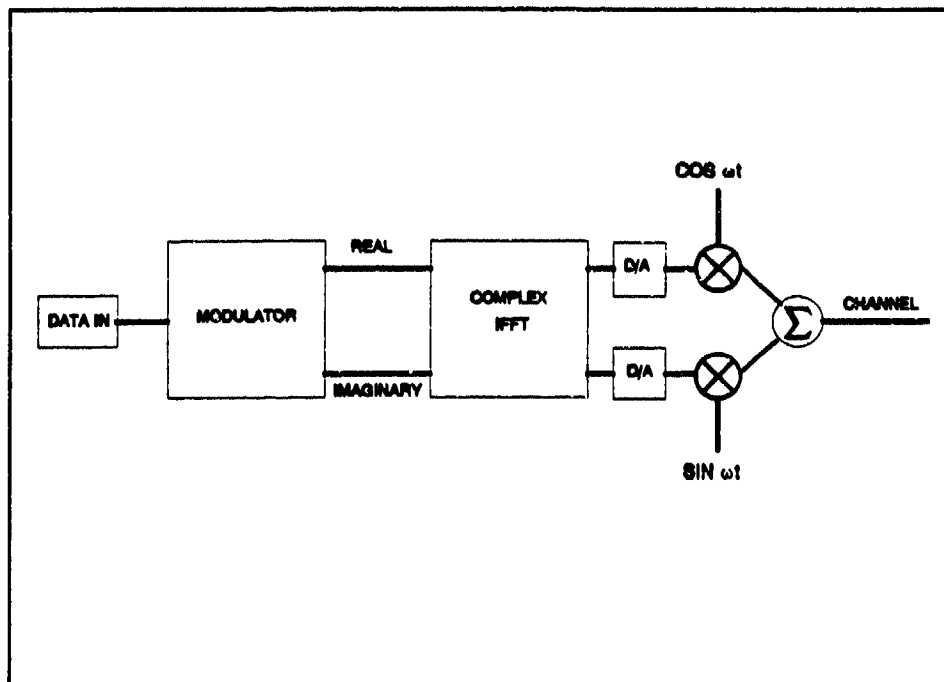 COS ωt
REAL
D/A
DATA IN
MODULATOR
COMPLEX
IFFT
Σ
CHANNEL
D/A
IMAGINARY
SIN ωt